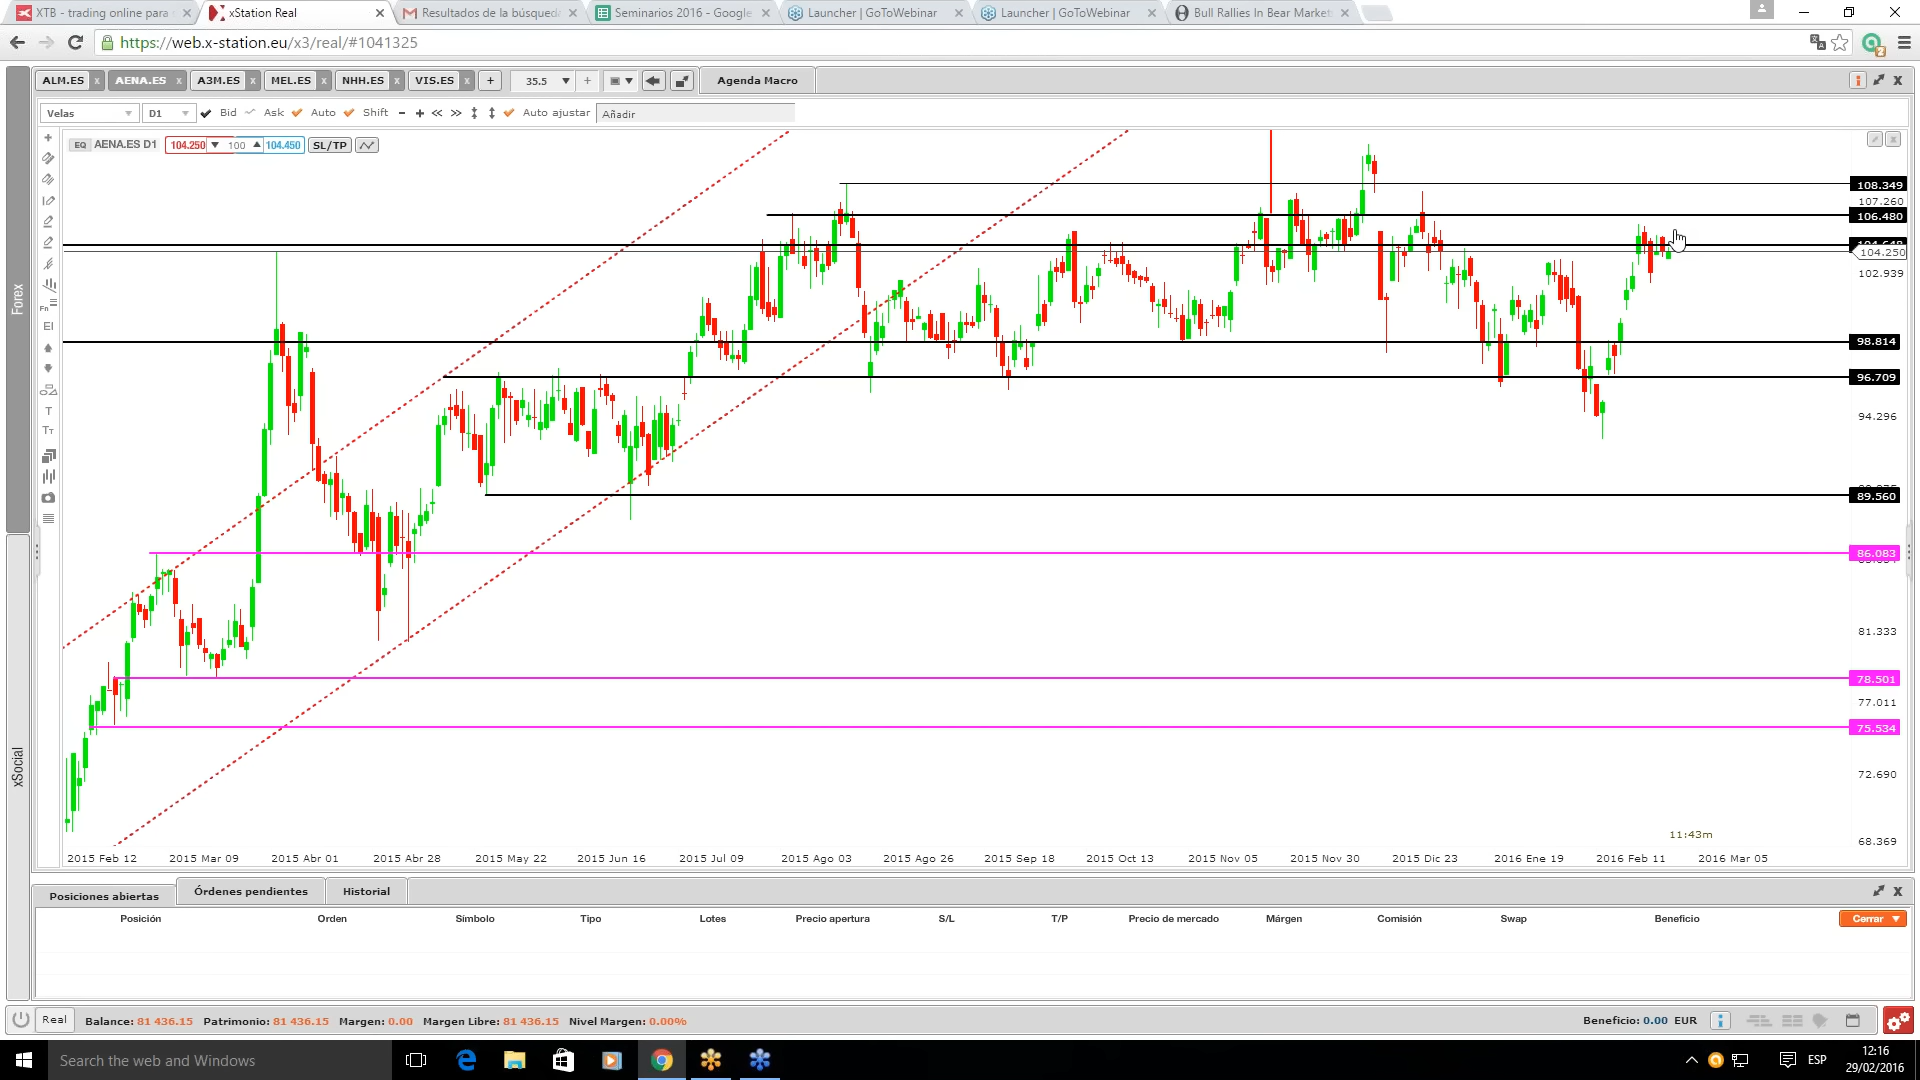 XTB - trading online para
xStation Real
Resultados de la búsqueda
Seminarios 2016 - Google
Launcher | GoToWebinar
Launcher | GoToWebinar
Bull Rallies In Bear Market
https://web.x-station.eu/x3/real/#1041325
ALM.ES x AENA.ES x A3M.ES x MEL.ES x NHH.ES x VIS.ES x + 35.5 Agenda Macro
Velas D1 Bid Ask Auto Shift Auto ajustar Añadir
EQ AENA.ES D1 104.250 100 104.450 SL/TP
108.349
107.260
106.480
104.250
102.939
98.814
96.709
94.296
89.560
86.083
81.333
78.501
77.011
75.534
72.690
68.369
Forex
xSocial
Fn
EI
T
TT
11:43m
2015 Feb 12 2015 Mar 09 2015 Abr 01 2015 Abr 28 2015 May 22 2015 Jun 16 2015 Jul 09 2015 Ago 03 2015 Ago 26 2015 Sep 18 2015 Oct 13 2015 Nov 05 2015 Nov 30 2015 Dic 23 2016 Ene 19 2016 Feb 11 2016 Mar 05
Posiciones abiertas Órdenes pendientes Historial
Posición Orden Símbolo Tipo Lotes Precio apertura S/L T/P Precio de mercado Márgen Comisión Swap Beneficio Cerrar
Real Balance: 81 436.15 Patrimonio: 81 436.15 Margen: 0.00 Margen Libre: 81 436.15 Nivel Margen: 0.00% Beneficio: 0.00 EUR
Search the web and Windows
ESP
12:16
29/02/2016